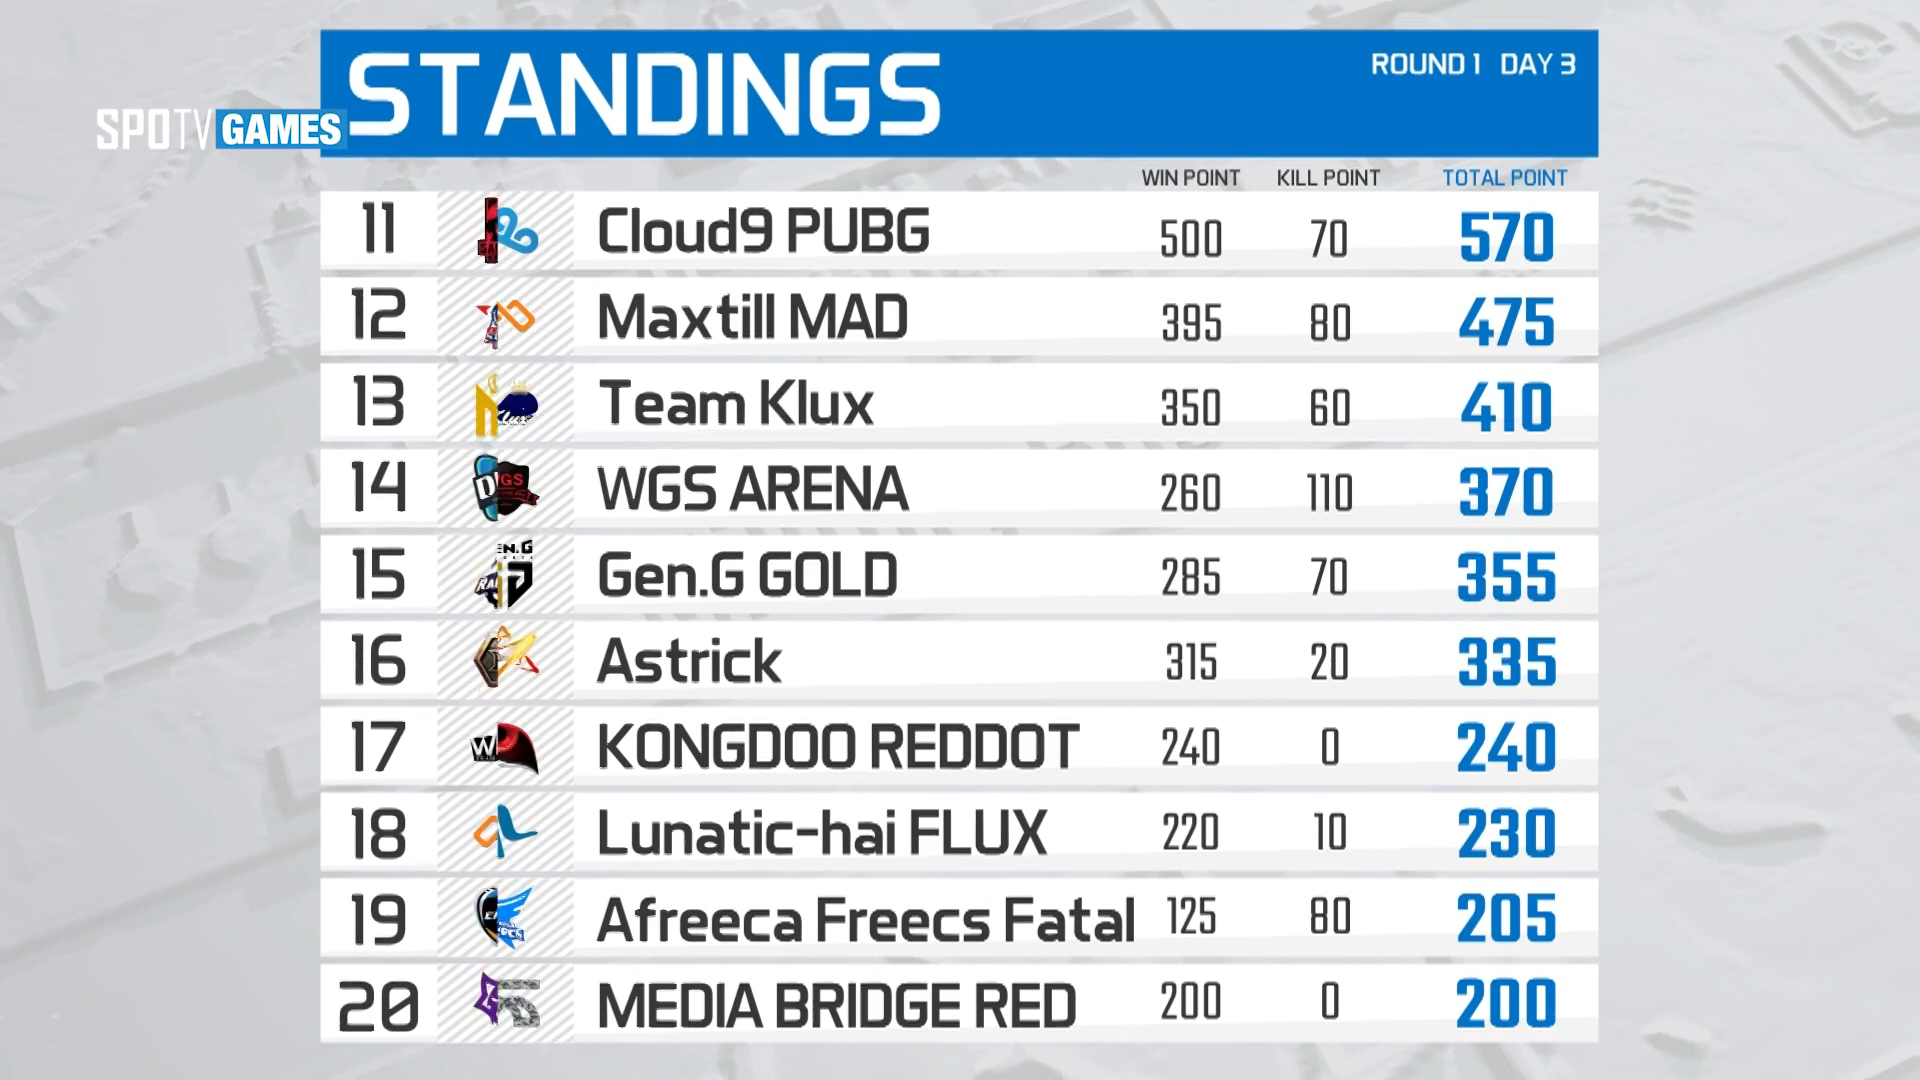 STANDINGS
ROUND 1 DAY 3
SPOTV GAMES
WIN POINT KILL POINT TOTAL POINT
11 Cloud9 PUBG 500 70 570
12 Maxtill MAD 395 80 475
13 Team Klux 350 60 410
14 WGS ARENA 260 110 370
15 Gen.G GOLD 285 70 355
16 Astrick 315 20 335
17 KONGDOO REDDOT 240 0 240
18 Lunatic-hai FLUX 220 10 230
19 Afreeca Freecs Fatal 125 80 205
20 MEDIA BRIDGE RED 200 0 200